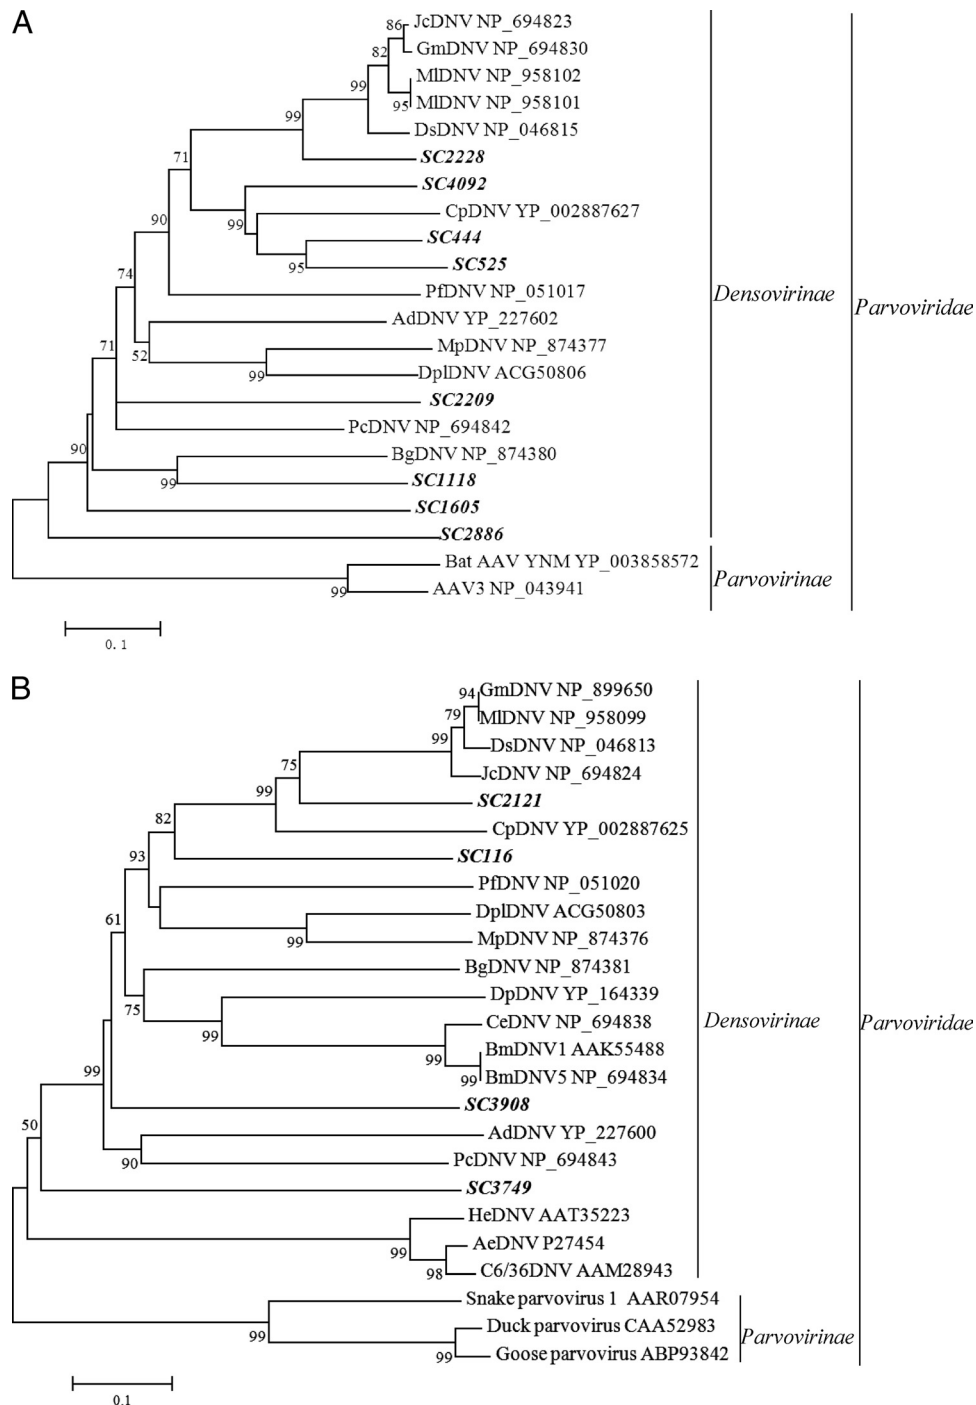 A
86
JcDNV NP_694823
GmDNV NP_694830
82
MlDNV NP_958102
99
95
MlDNV NP_958101
99
DsDNV NP_046815
71
SC2228
SC4092
90
99
CpDNV YP_002887627
SC444
95
SC525
74
PfDNV NP_051017
Densovirinae
Parvoviridae
AdDNV YP_227602
71
52
MpDNV NP_874377
99
DplDNV ACG50806
SC2209
PcDNV NP_694842
90
BgDNV NP_874380
99
SC1118
SC1605
SC2886
Bat AAV YNM YP_003858572
Parvovirinae
99
AAV3 NP_043941
0.1
B
94
GmDNV NP_899650
79
MlDNV NP_958099
99
DsDNV NP_046813
75
JcDNV NP_694824
99
SC2121
82
CpDNV YP_002887625
93
SC116
PfDNV NP_051020
61
DplDNV ACG50803
99
MpDNV NP_874376
BgDNV NP_874381
75
DpDNV YP_164339
99
CeDNV NP_694838
Densovirinae
Parvoviridae
99
BmDNV1 AAK55488
99
99
BmDNV5 NP_694834
SC3908
50
AdDNV YP_227600
90
PcDNV NP_694843
SC3749
HeDNV AAT35223
99
AeDNV P27454
98
C6/36DNV AAM28943
Snake parvovirus 1 AAR07954
99
Duck parvovirus CAA52983
Parvovirinae
99
Goose parvovirus ABP93842
0.1